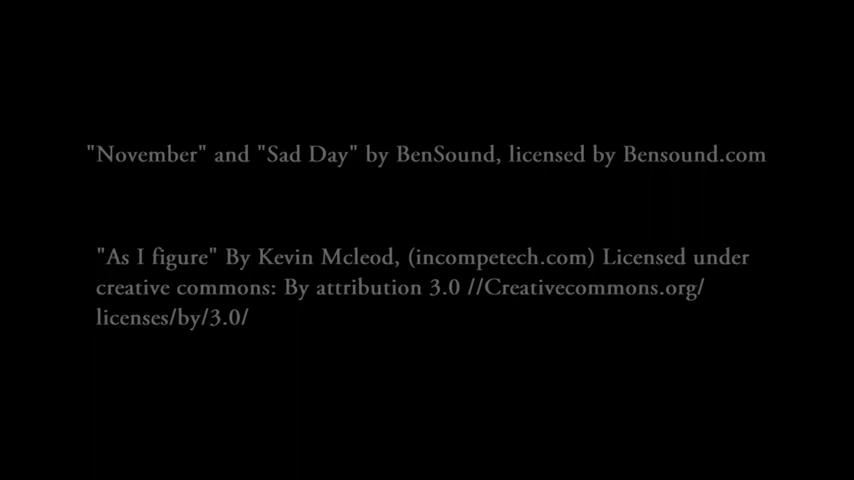 "November" and "Sad Day" by BenSound, licensed by Bensound.com
"As I figure" By Kevin Mcleod, (incompetech.com) Licensed under
creative commons: By attribution 3.0 //Creativecommons.org/
licenses/by/3.0/